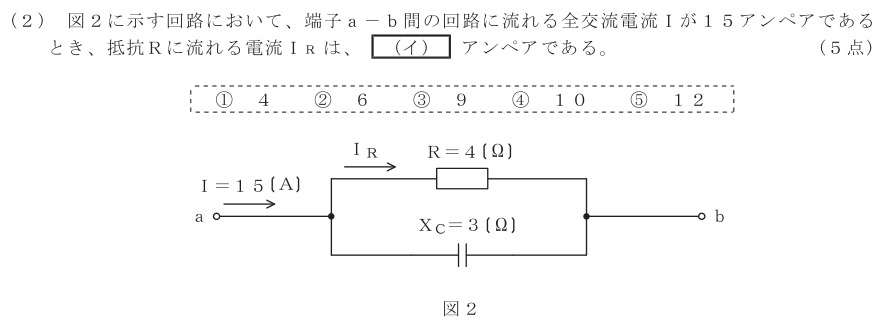 (２) 図２に示す回路において、端子ａ－ｂ間の回路に流れる全交流電流Ｉが１５アンペアである
とき、抵抗Ｒに流れる電流ＩＲは、 (イ) アンペアである。 (５点)
① ４ ② ６ ③ ９ ④ １０ ⑤ １２
ＩＲ
Ｒ＝４〔Ω〕
Ｉ＝１５〔Ａ〕
ａ
ｂ
ＸＣ＝３〔Ω〕
図２